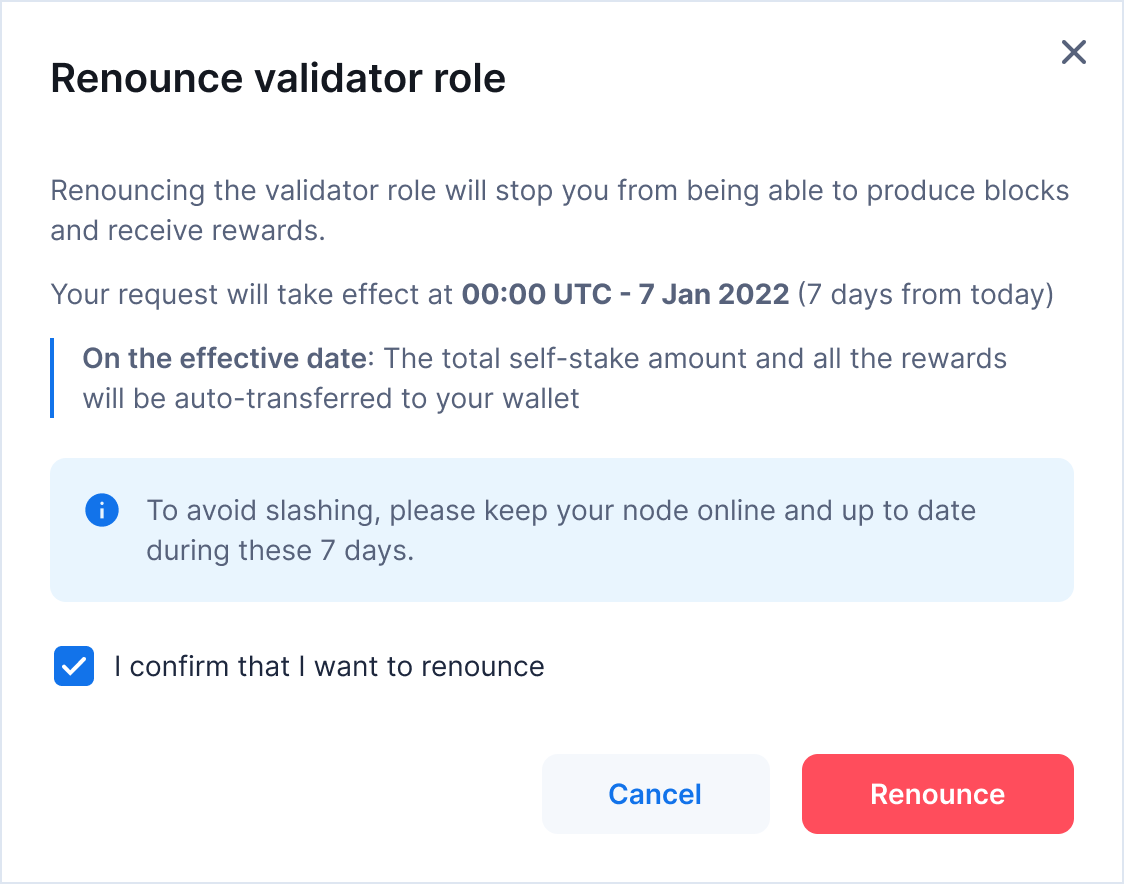 Renounce validator role
Renouncing the validator role will stop you from being able to produce blocks
and receive rewards.
Your request will take effect at 00:00 UTC - 7 Jan 2022 (7 days from today)
On the effective date: The total self-stake amount and all the rewards
will be auto-transferred to your wallet
To avoid slashing, please keep your node online and up to date
during these 7 days.
I confirm that I want to renounce
Cancel
Renounce